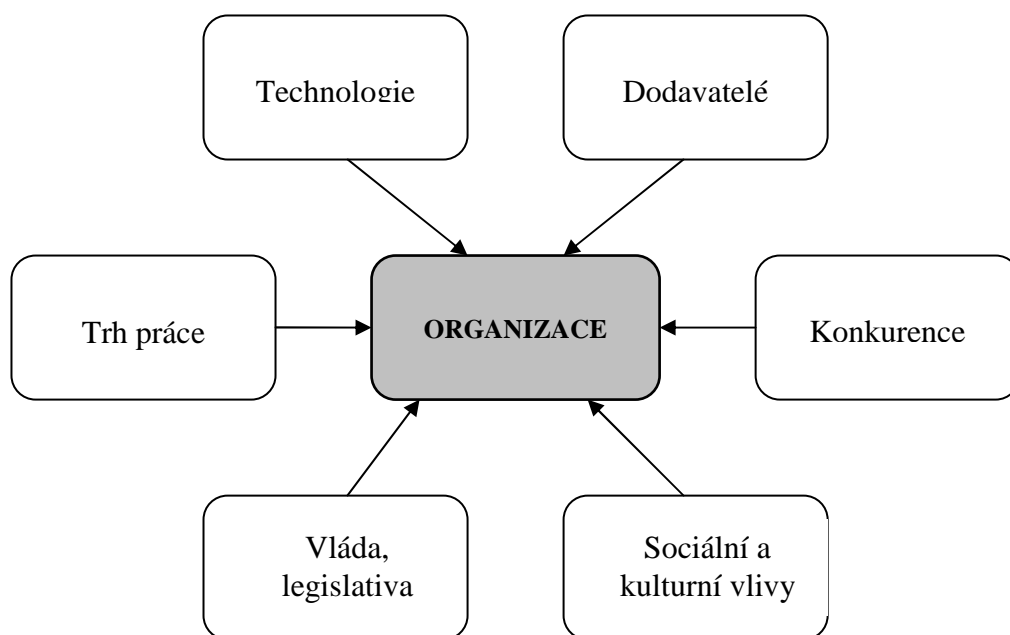 Technologie
Dodavatelé
Trh práce
ORGANIZACE
Konkurence
Vláda,
legislativa
Sociální a
kulturní vlivy